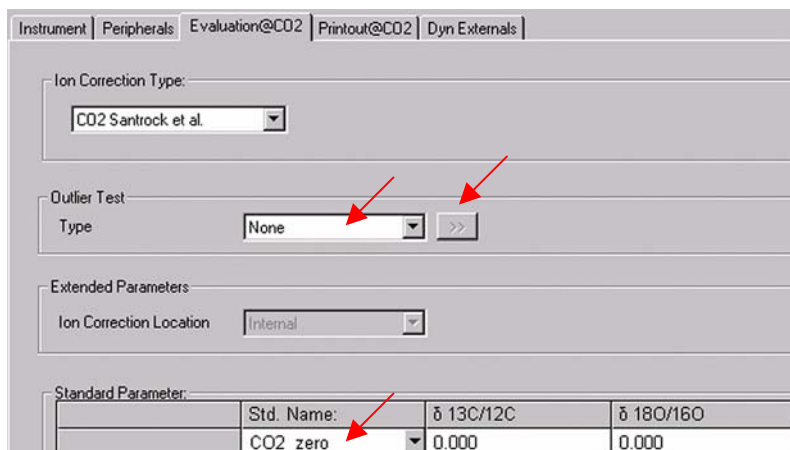 Instrument Peripherals Evaluation@CO2 Printout@CO2 Dyn Externals
Ion Correction Type:
CO2 Santrock et al.
Outlier Test
Type None >>
Extended Parameters
Ion Correction Location Internal
Standard Parameter:
Std. Name: δ 13C/12C δ 18O/16O
CO2_zero 0.000 0.000